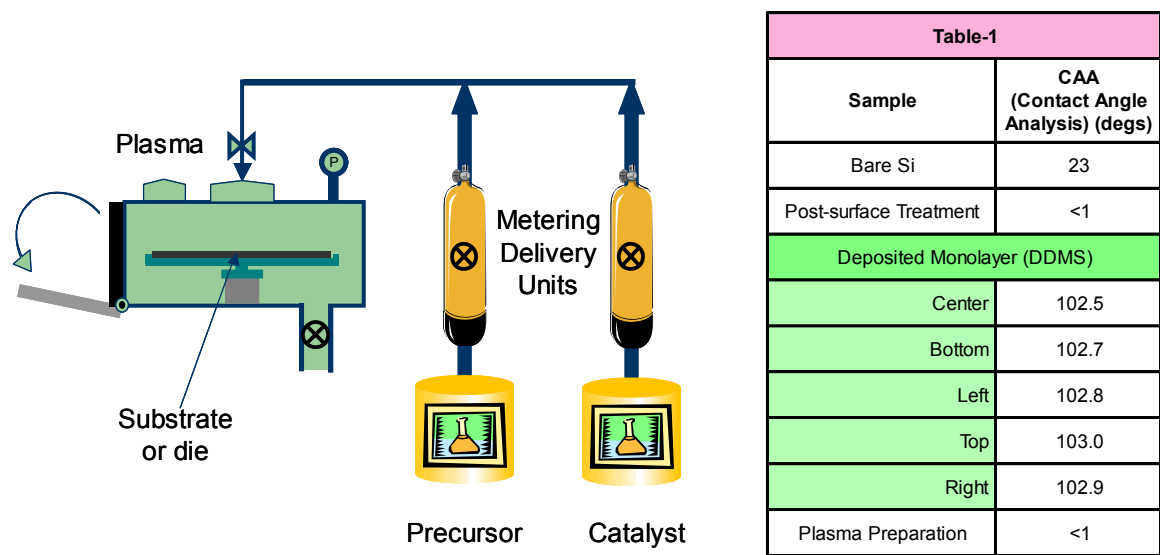 Plasma
P
Metering
Delivery
Units
Substrate
or die
Precursor
Catalyst
Table-1
Sample
CAA
(Contact Angle
Analysis) (degs)
Bare Si
23
Post-surface Treatment
<1
Deposited Monolayer (DDMS)
Center
102.5
Bottom
102.7
Left
102.8
Top
103.0
Right
102.9
Plasma Preparation
<1